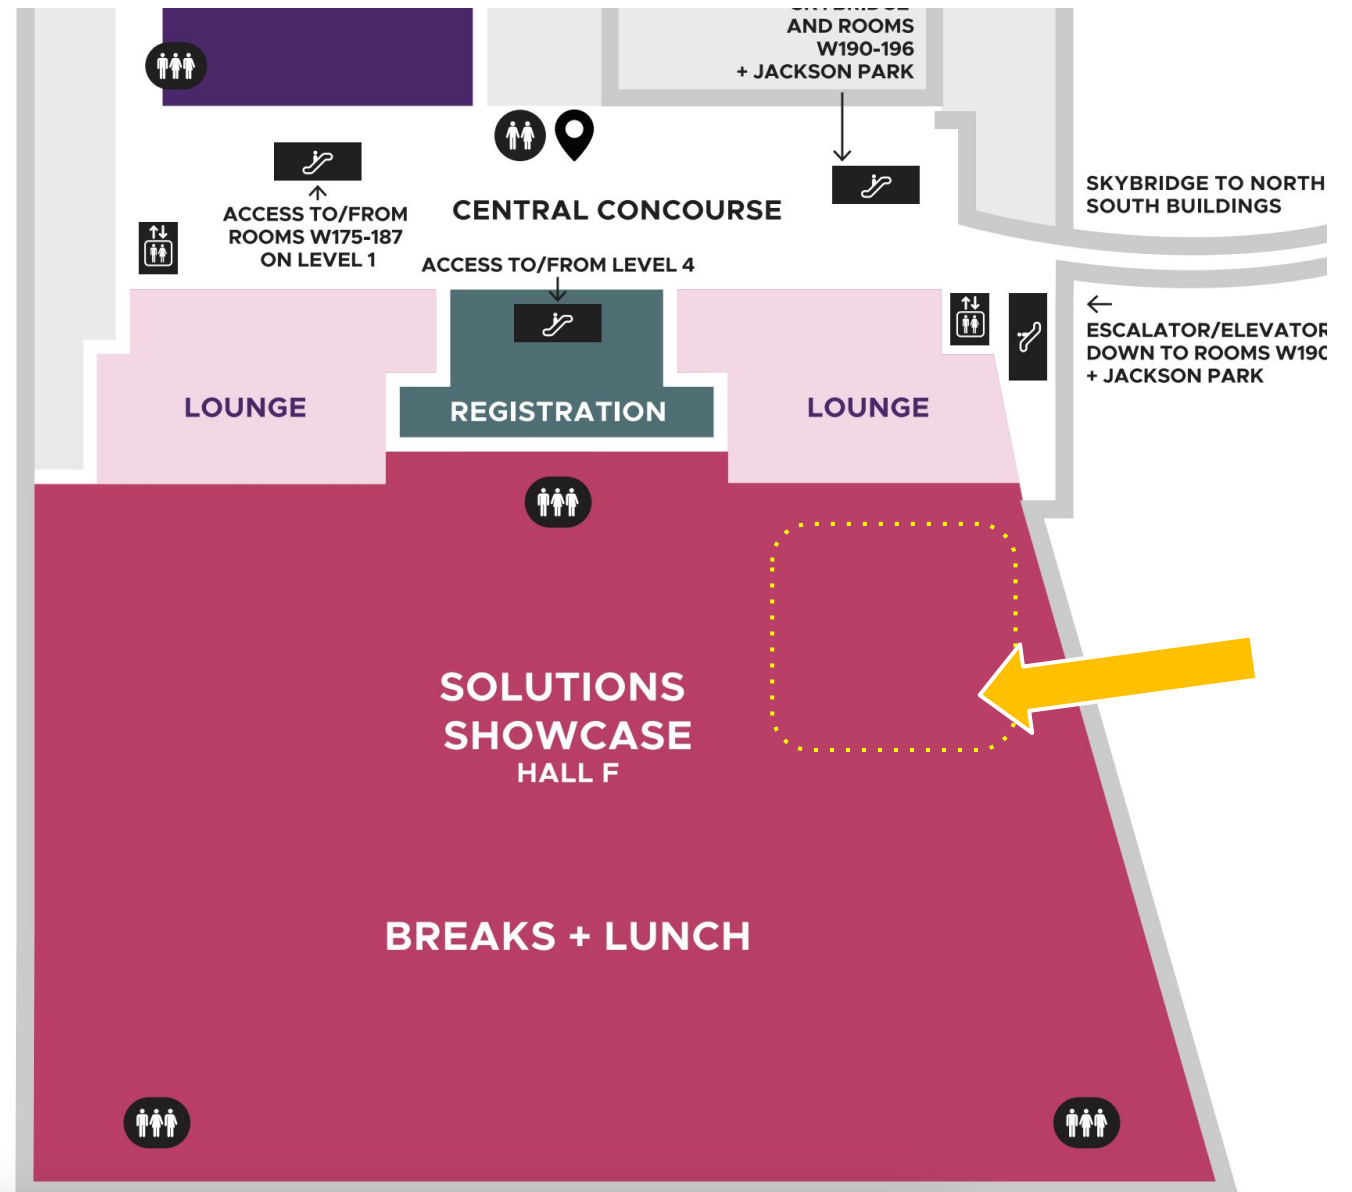 SKYBRIDGE
AND ROOMS
W190-196
+ JACKSON PARK
SKYBRIDGE TO NORTH
SOUTH BUILDINGS
ACCESS TO/FROM
ROOMS W175-187
ON LEVEL 1
CENTRAL CONCOURSE
ACCESS TO/FROM LEVEL 4
ESCALATOR/ELEVATOR
DOWN TO ROOMS W190
+ JACKSON PARK
LOUNGE
REGISTRATION
LOUNGE
SOLUTIONS
SHOWCASE
HALL F
BREAKS + LUNCH